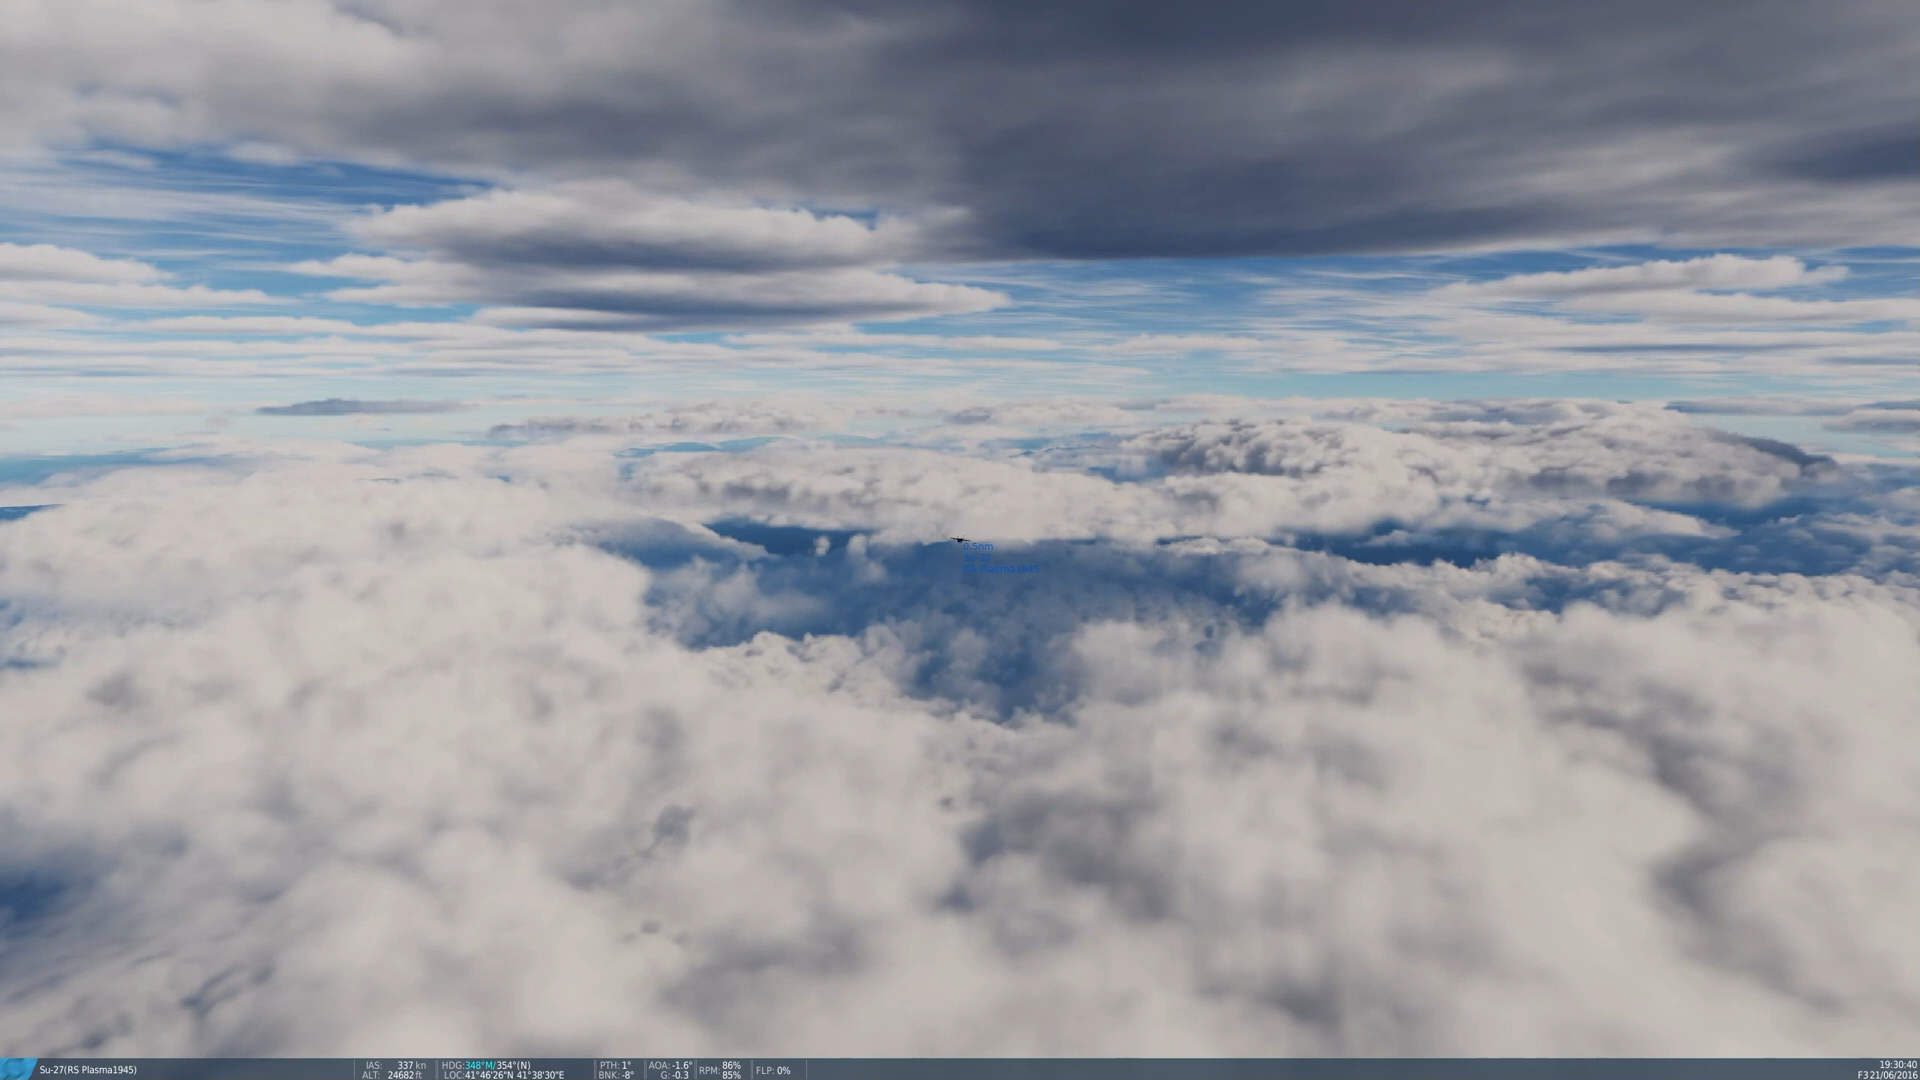 0.5nm
RS Plasma1945
Su-27(RS Plasma1945)
IAS: 337 kn
ALT: 24682 ft
HDG:348°M/354°(N)
LOC:41°46'26"N 41°38'30"E
PTH: 1°
BNK: -8°
AOA: -1.6°
G: -0.3
RPM: 86%
85%
FLP: 0%
19:30:40
F3 21/06/2016